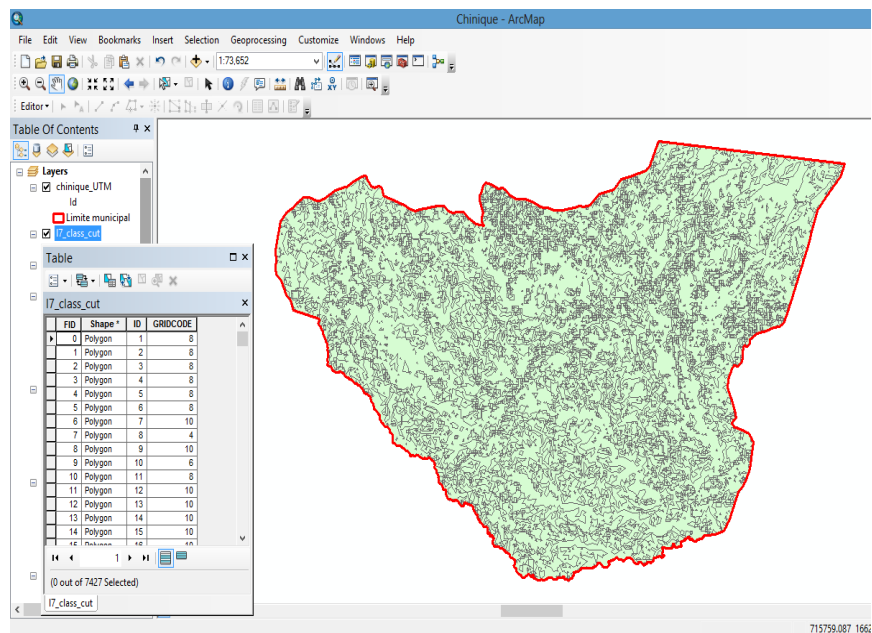 Chinique - ArcMap
File Edit View Bookmarks Insert Selection Geoprocessing Customize Windows Help
1:73,652
Editor
Table Of Contents
Layers
chinique_UTM
Id
Limite municipal
l7_class_cut
Table
l7_class_cut
FID Shape * ID GRIDCODE
0 Polygon 1 8
1 Polygon 2 8
2 Polygon 3 8
3 Polygon 4 8
4 Polygon 5 8
5 Polygon 6 8
6 Polygon 7 10
7 Polygon 8 4
8 Polygon 9 10
9 Polygon 10 6
10 Polygon 11 8
11 Polygon 12 10
12 Polygon 13 10
13 Polygon 14 10
14 Polygon 15 10
15 Polygon 16 10
1
(0 out of 7427 Selected)
l7_class_cut
715759.087 1662